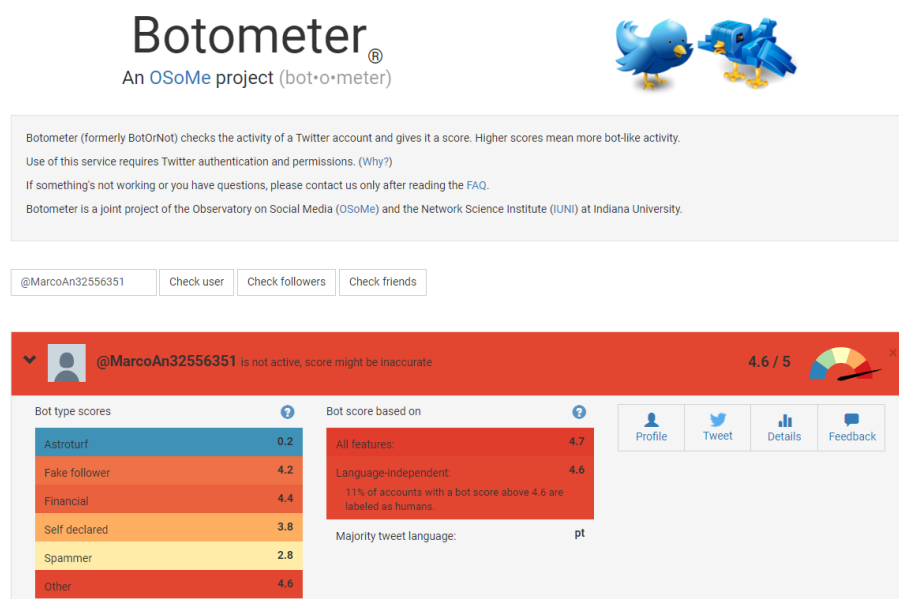 Botometer®
An OSoMe project (bot•o•meter)
Botometer (formerly BotOrNot) checks the activity of a Twitter account and gives it a score. Higher scores mean more bot-like activity.
Use of this service requires Twitter authentication and permissions. (Why?)
If something's not working or you have questions, please contact us only after reading the FAQ.
Botometer is a joint project of the Observatory on Social Media (OSoMe) and the Network Science Institute (IUNI) at Indiana University.
@MarcoAn32556351 Check user Check followers Check friends
@MarcoAn32556351 is not active, score might be inaccurate 4.6 / 5 ×
Bot type scores ?
Astroturf 0.2
Fake follower 4.2
Financial 4.4
Self declared 3.8
Spammer 2.8
Other 4.6
Bot score based on ?
All features: 4.7
Language-independent: 4.6
11% of accounts with a bot score above 4.6 are
labeled as humans.
Majority tweet language: pt
Profile Tweet Details Feedback